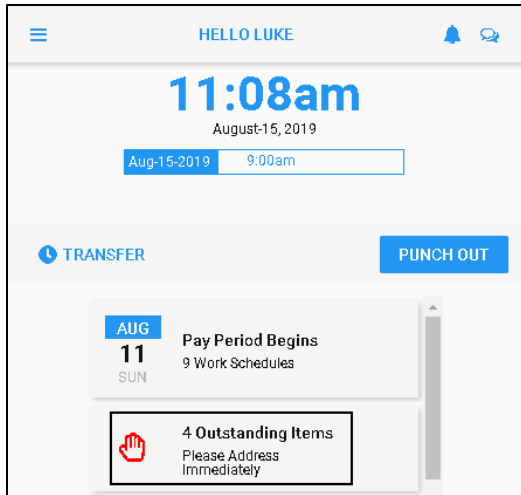 HELLO LUKE
11:08am
August-15, 2019
Aug-15-2019 9:00am
TRANSFER PUNCH OUT
AUG
11
SUN
Pay Period Begins
9 Work Schedules
4 Outstanding Items
Please Address
Immediately